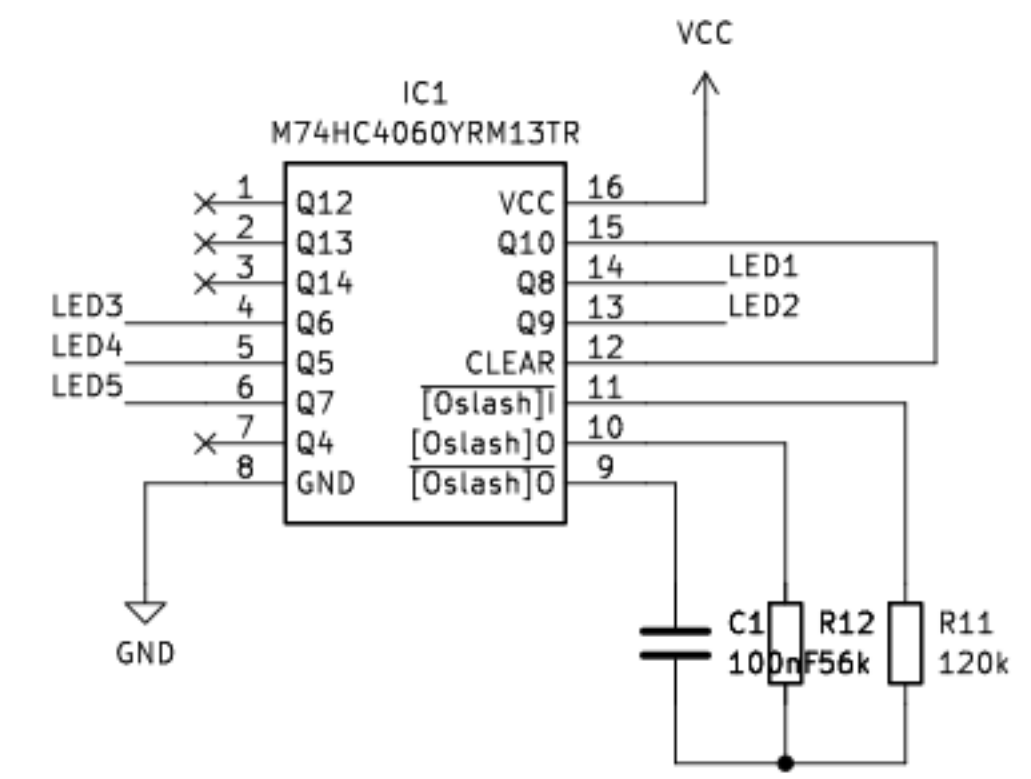 VCC
IC1
M74HC4060YRM13TR
1 Q12 VCC 16
2 Q13 Q10 15
3 Q14 Q8 14 LED1
LED3 4 Q6 Q9 13 LED2
LED4 5 Q5 CLEAR 12
LED5 6 Q7 [Oslash]I 11
7 Q4 [Oslash]O 10
8 GND [Oslash]O 9
GND
C1 R12 R11
100nF 56k 120k